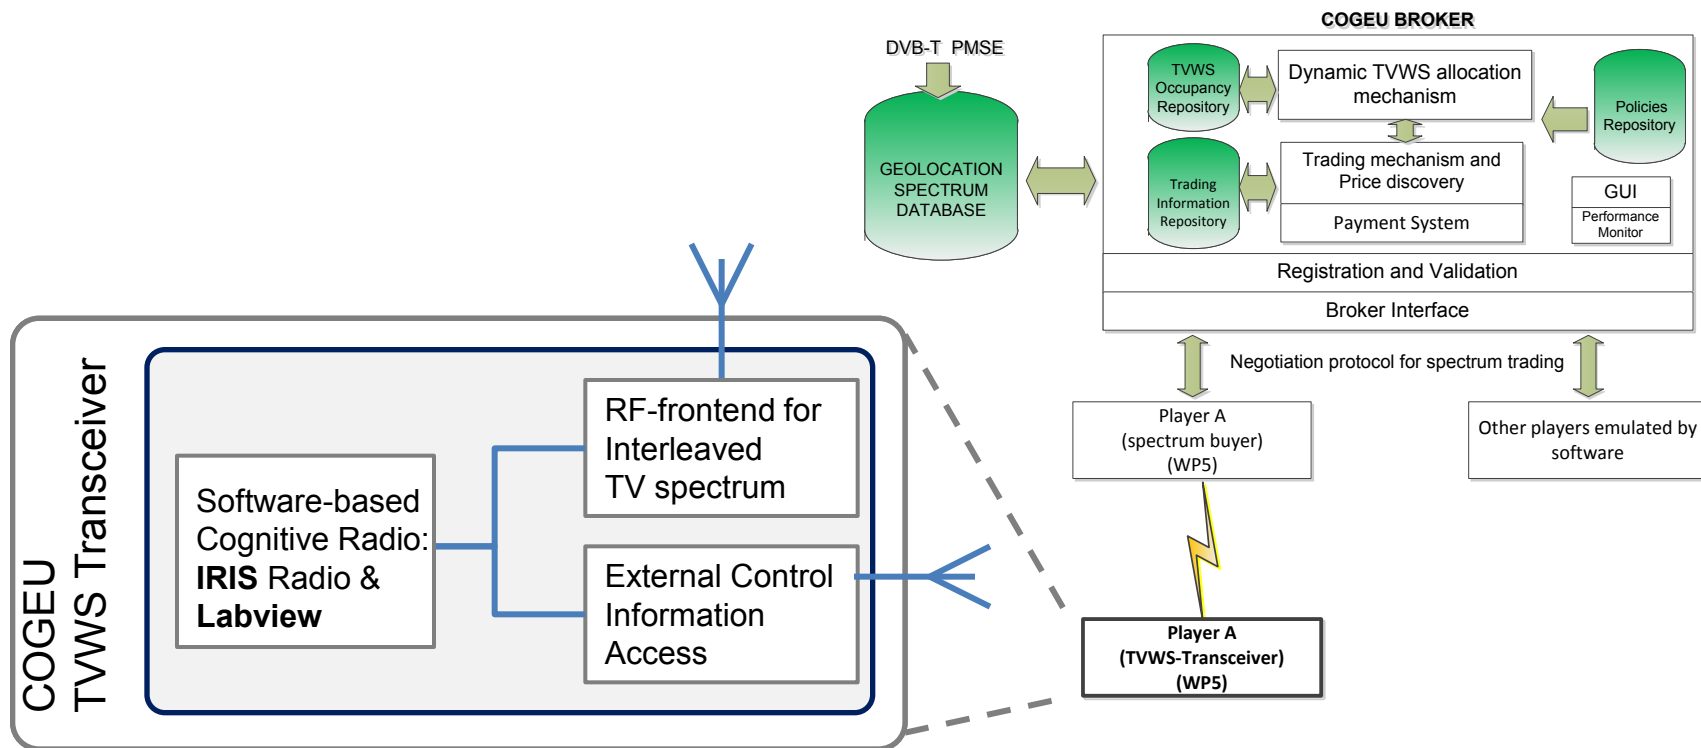 COGEU BROKER
DVB-T PMSE
GEOLOCATION
SPECTRUM
DATABASE
TVWS
Occupancy
Repository
Dynamic TVWS allocation
mechanism
Policies
Repository
Trading
Information
Repository
Trading mechanism and
Price discovery
Payment System
GUI
Performance
Monitor
Registration and Validation
Broker Interface
Negotiation protocol for spectrum trading
Player A
(spectrum buyer)
(WP5)
Other players emulated by
software
Player A
(TVWS-Transceiver)
(WP5)
COGEU
TVWS Transceiver
Software-based
Cognitive Radio:
IRIS Radio &
Labview
RF-frontend for
Interleaved
TV spectrum
External Control
Information
Access